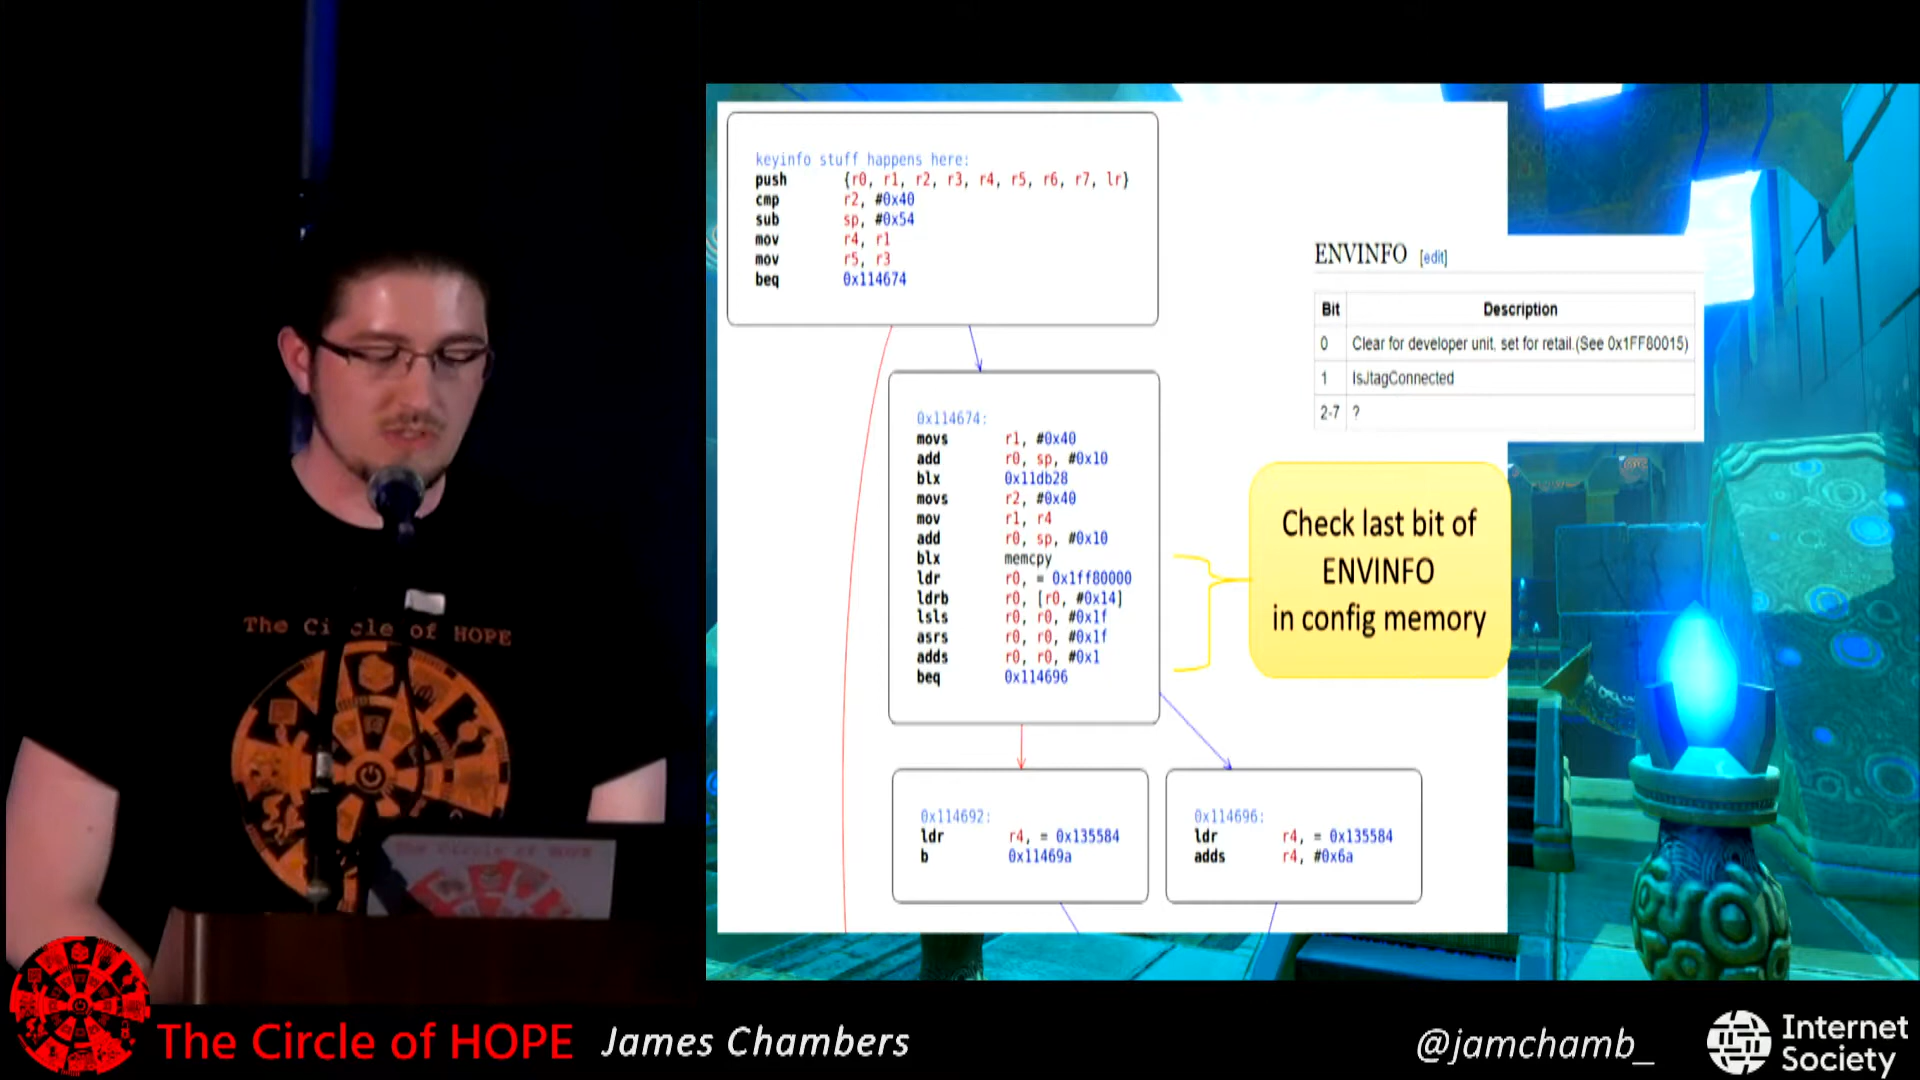 keyinfo stuff happens here:
push {r0, r1, r2, r3, r4, r5, r6, r7, lr}
cmp r2, #0x40
sub sp, #0x54
mov r4, r1
mov r5, r3
beq 0x114674
0x114674:
movs r1, #0x40
add r0, sp, #0x10
blx 0x11db28
movs r2, #0x40
mov r1, r4
add r0, sp, #0x10
blx memcpy
ldr r0, = 0x1ff80000
ldrb r0, [r0, #0x14]
lsls r0, r0, #0x1f
asrs r0, r0, #0x1f
adds r0, r0, #0x1
beq 0x114696
0x114692:
ldr r4, = 0x135584
b 0x11469a
0x114696:
ldr r4, = 0x135584
adds r4, #0x6a
ENVINFO [edit]
Bit Description
0 Clear for developer unit, set for retail.(See 0x1FF80015)
1 IsJtagConnected
2-7 ?
Check last bit of
ENVINFO
in config memory
The Circle of HOPE
The Circle of HOPE
The Circle of HOPE James Chambers
@jamchamb_
Internet
Society